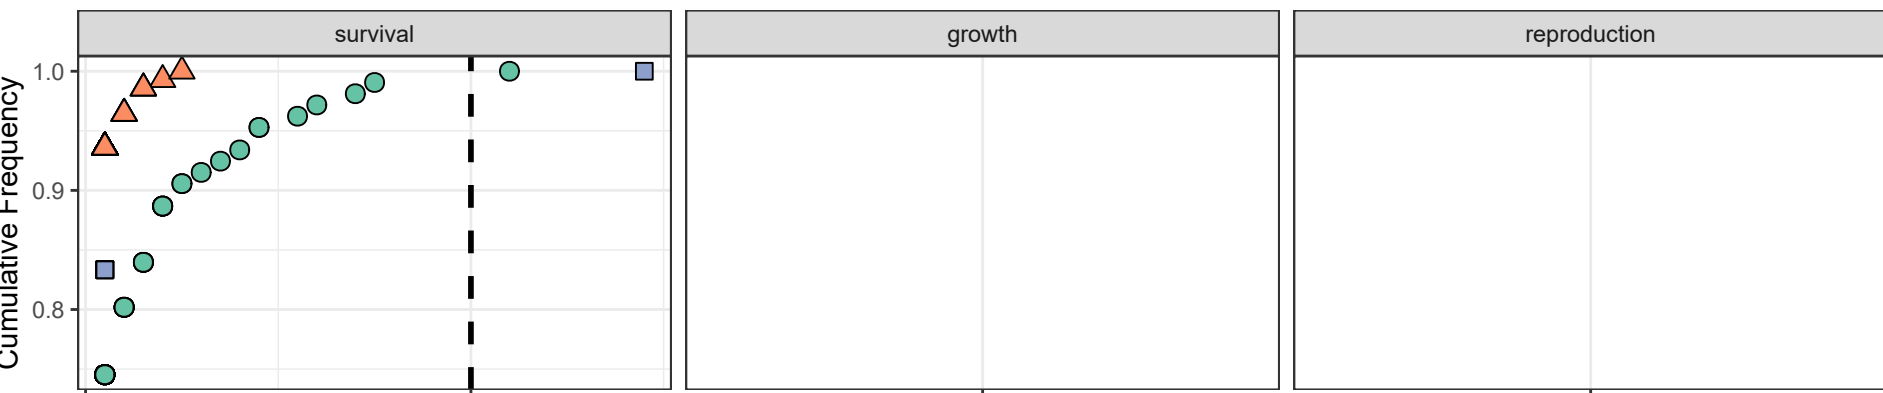 survival
growth
reproduction
Cumulative Frequency
1.0
0.9
0.8